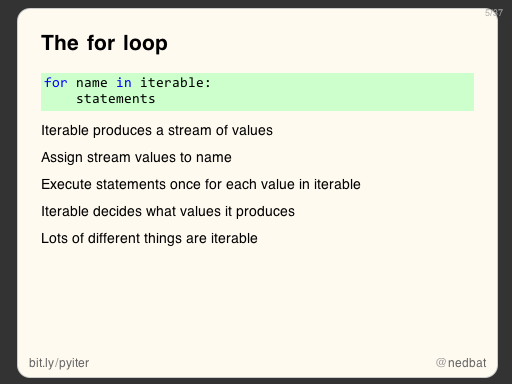 5/37
The for loop
for name in iterable:
    statements
Iterable produces a stream of values
Assign stream values to name
Execute statements once for each value in iterable
Iterable decides what values it produces
Lots of different things are iterable
bit.ly/pyiter
@nedbat